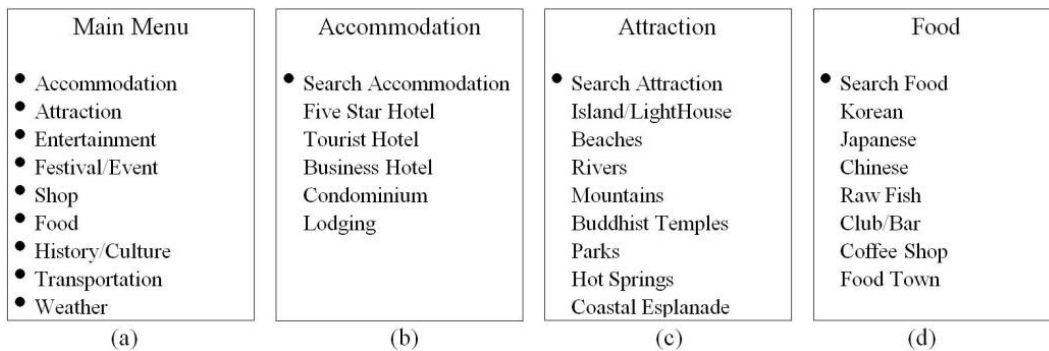 Main Menu
• Accommodation
• Attraction
• Entertainment
• Festival/Event
• Shop
• Food
• History/Culture
• Transportation
• Weather
(a)
Accommodation
• Search Accommodation
Five Star Hotel
Tourist Hotel
Business Hotel
Condominium
Lodging
(b)
Attraction
• Search Attraction
Island/LightHouse
Beaches
Rivers
Mountains
Buddhist Temples
Parks
Hot Springs
Coastal Esplanade
(c)
Food
• Search Food
Korean
Japanese
Chinese
Raw Fish
Club/Bar
Coffee Shop
Food Town
(d)